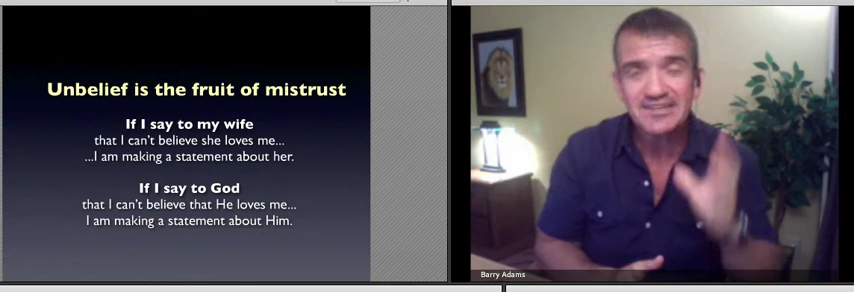 Unbelief is the fruit of mistrust
If I say to my wife
that I can't believe she loves me...
...I am making a statement about her.
If I say to God
that I can't believe that He loves me...
I am making a statement about Him.
Barry Adams